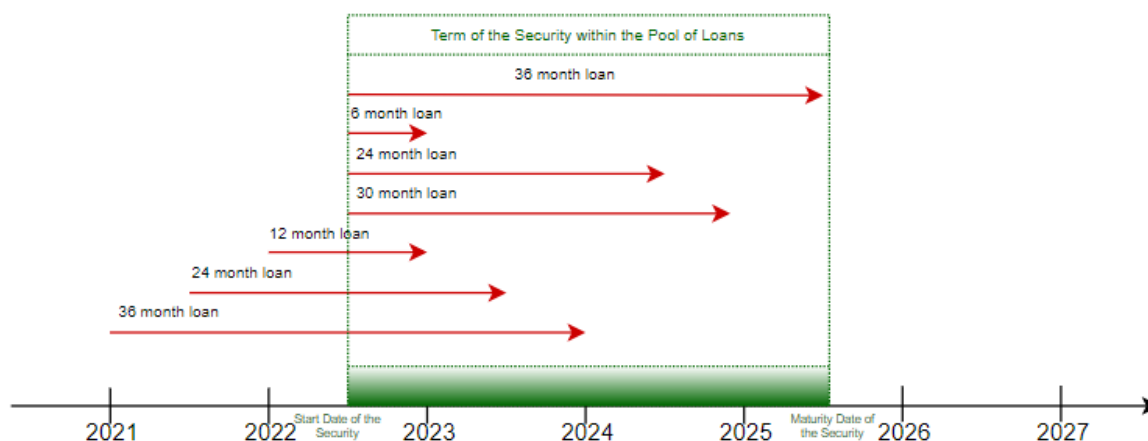 Term of the Security within the Pool of Loans
36 month loan
6 month loan
24 month loan
30 month loan
12 month loan
24 month loan
36 month loan
Start Date of the
Security
Maturity Date of
the Security
2021
2022
2023
2024
2025
2026
2027